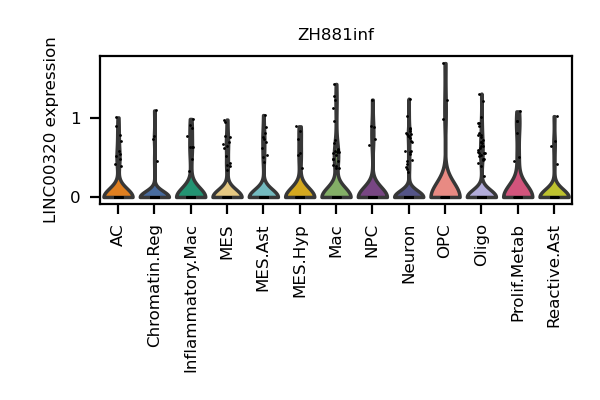 ZH881inf
LINC00320 expression
1
0
AC
Chromatin.Reg
Inflammatory.Mac
MES
MES.Ast
MES.Hyp
Mac
NPC
Neuron
OPC
Oligo
Prolif.Metab
Reactive.Ast